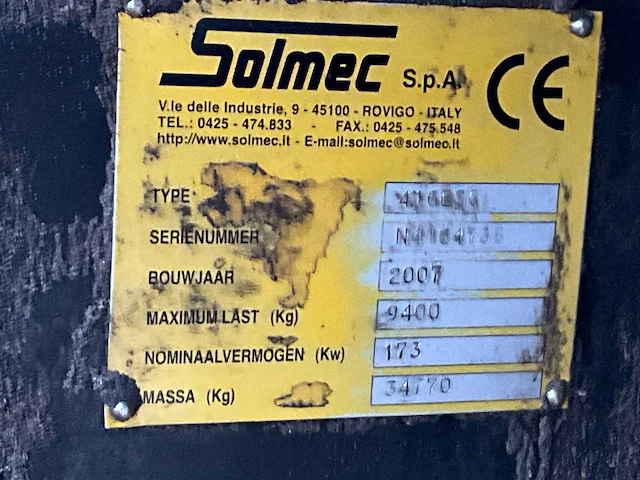 Solmec S.p.A. CE
V.le delle Industrie, 9 - 45100 - ROVIGO - ITALY
TEL.: 0425 - 474.833 - FAX.: 0425 - 475.548
http://www.solmec.it - E-mail:solmec@solmec.it
TYPE
SERIENUMMER
BOUWJAAR 2007
MAXIMUM LAST (Kg) 9400
NOMINAALVERMOGEN (Kw) 173
MASSA (Kg) 34770